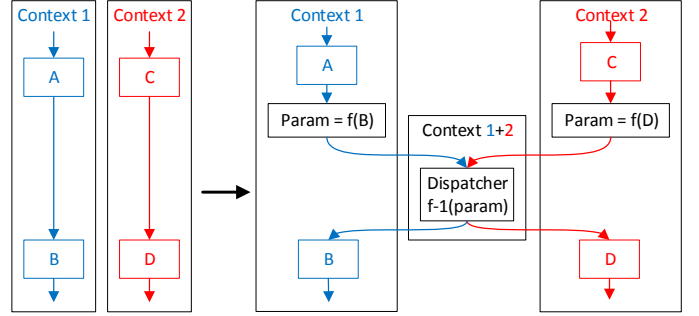 Context 1
Context 2
A
C
B
D
Context 1
Context 2
A
C
Param = f(B)
Param = f(D)
Context 1+2
Dispatcher
f-1(param)
B
D